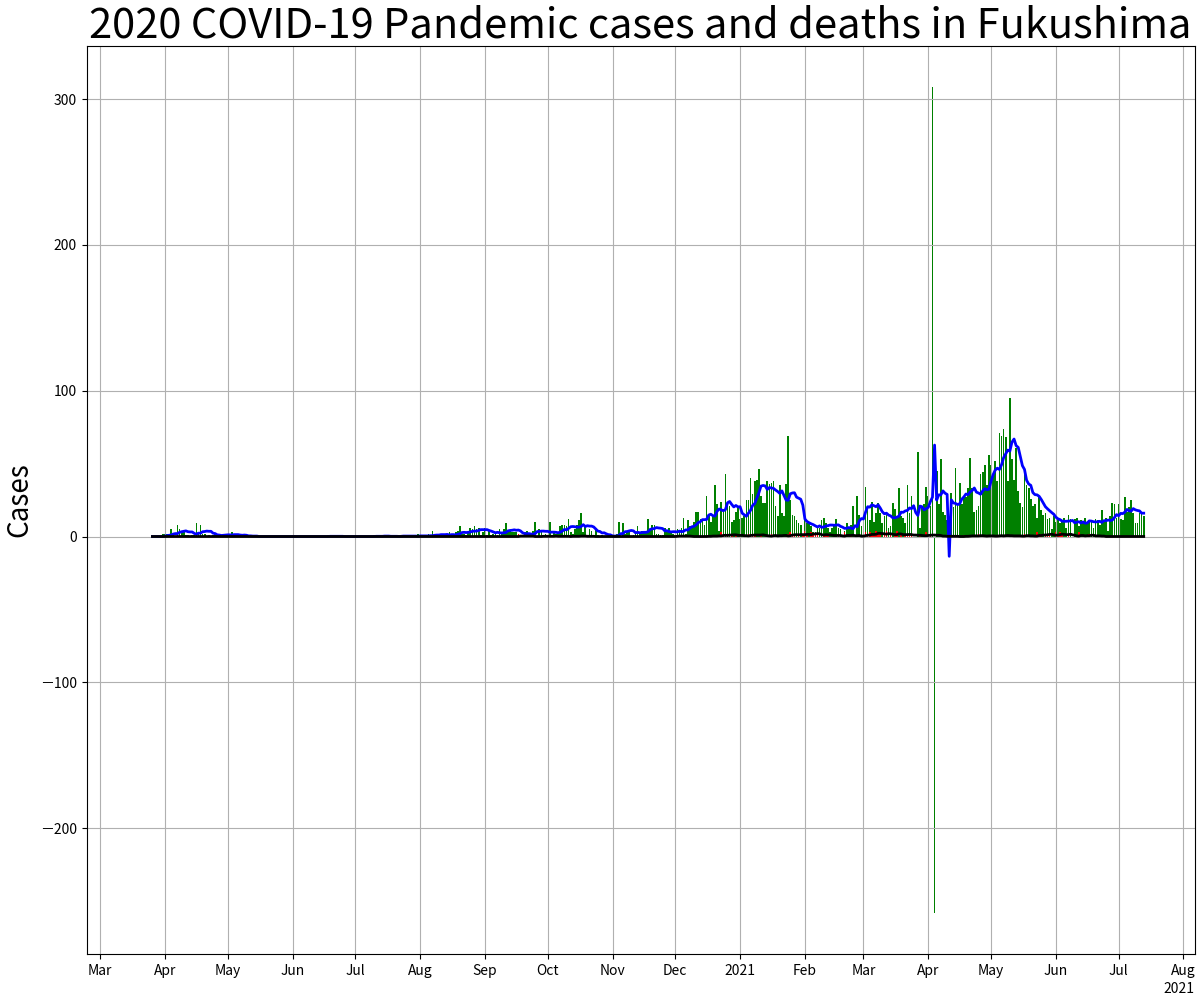 2020 COVID-19 Pandemic cases and deaths in Fukushima
Cases
300
200
100
0
−100
−200
Mar Apr May Jun Jul Aug Sep Oct Nov Dec 2021 Feb Mar Apr May Jun Jul Aug
2021